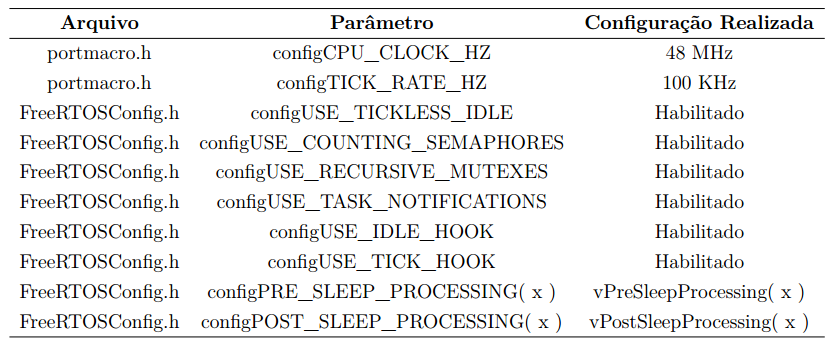 Arquivo Parâmetro Configuração Realizada
portmacro.h configCPU_CLOCK_HZ 48 MHz
portmacro.h configTICK_RATE_HZ 100 KHz
FreeRTOSConfig.h configUSE_TICKLESS_IDLE Habilitado
FreeRTOSConfig.h configUSE_COUNTING_SEMAPHORES Habilitado
FreeRTOSConfig.h configUSE_RECURSIVE_MUTEXES Habilitado
FreeRTOSConfig.h configUSE_TASK_NOTIFICATIONS Habilitado
FreeRTOSConfig.h configUSE_IDLE_HOOK Habilitado
FreeRTOSConfig.h configUSE_TICK_HOOK Habilitado
FreeRTOSConfig.h configPRE_SLEEP_PROCESSING( x ) vPreSleepProcessing( x )
FreeRTOSConfig.h configPOST_SLEEP_PROCESSING( x ) vPostSleepProcessing( x )